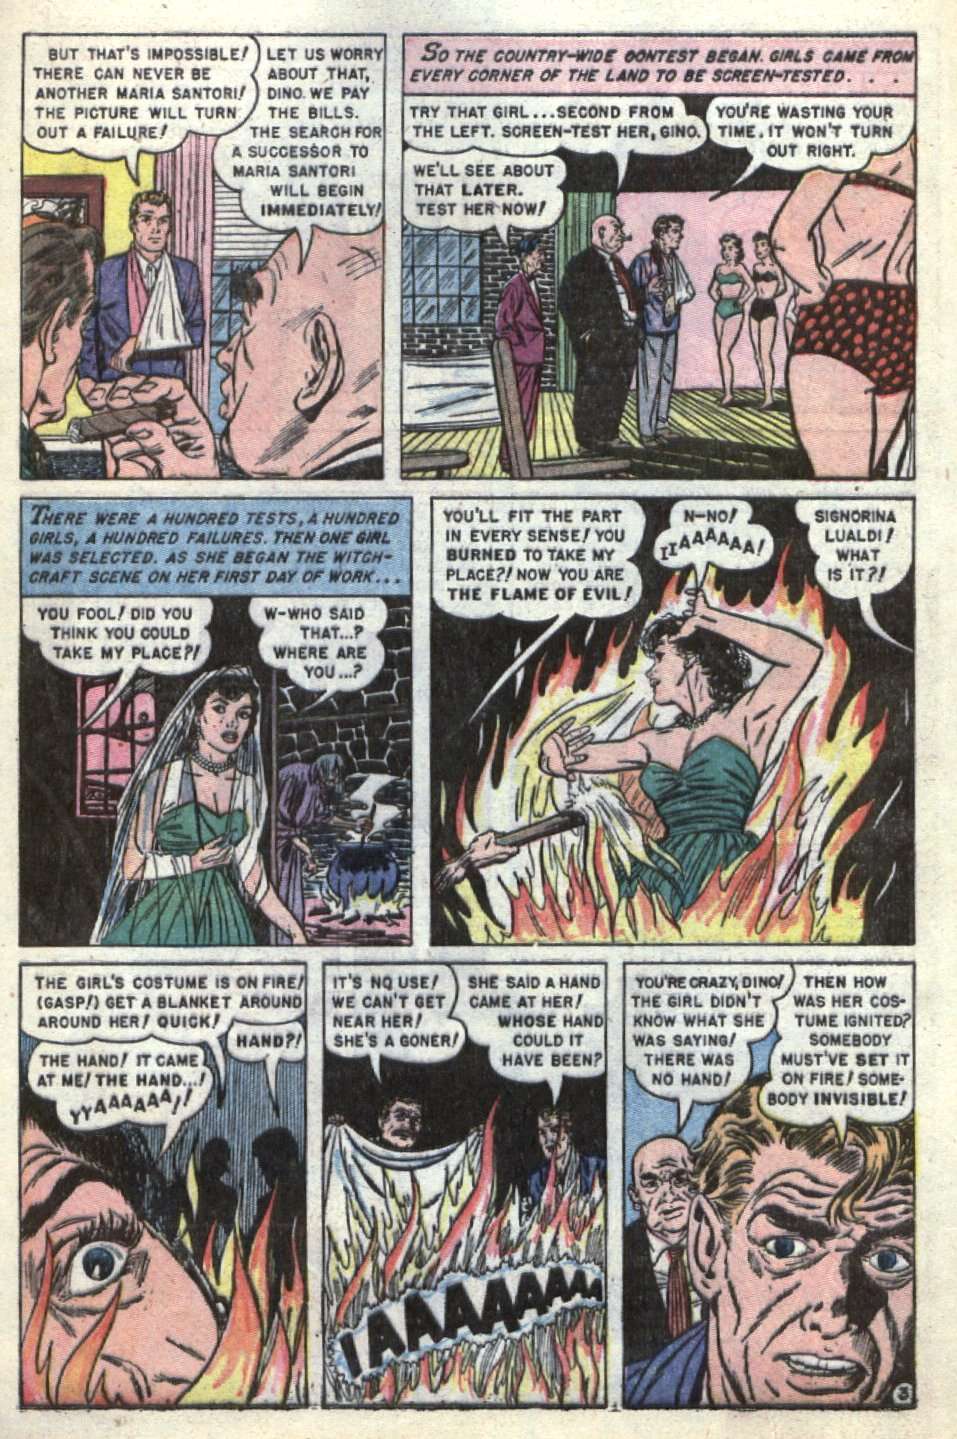 BUT THAT'S IMPOSSIBLE!
THERE CAN NEVER BE
ANOTHER MARIA SANTORI!
THE PICTURE WILL TURN
OUT A FAILURE!
LET US WORRY
ABOUT THAT,
DINO. WE PAY
THE BILLS.
THE SEARCH FOR
A SUCCESSOR TO
MARIA SANTORI
WILL BEGIN
IMMEDIATELY!
SO THE COUNTRY-WIDE CONTEST BEGAN. GIRLS CAME FROM
EVERY CORNER OF THE LAND TO BE SCREEN-TESTED. . . .
TRY THAT GIRL...SECOND FROM
THE LEFT. SCREEN-TEST HER, GINO.
YOU'RE WASTING YOUR
TIME. IT WON'T TURN
OUT RIGHT.
WE'LL SEE ABOUT
THAT LATER.
TEST HER NOW!
THERE WERE A HUNDRED TESTS, A HUNDRED
GIRLS, A HUNDRED FAILURES. THEN ONE GIRL
WAS SELECTED. AS SHE BEGAN THE WITCH-
CRAFT SCENE ON HER FIRST DAY OF WORK...
YOU FOOL! DID YOU
THINK YOU COULD
TAKE MY PLACE?!
W-WHO SAID
THAT...?
WHERE ARE
YOU...?
YOU'LL FIT THE PART
IN EVERY SENSE! YOU
BURNED TO TAKE MY
PLACE?! NOW YOU ARE
THE FLAME OF EVIL!
N-NO!
IIAAAAAA!
SIGNORINA
LUALDI!
WHAT
IS IT?!
THE GIRL'S COSTUME IS ON FIRE!
(GASP!) GET A BLANKET AROUND
AROUND HER! QUICK!
HAND?!
THE HAND! IT CAME
AT ME! THE HAND...!
YYAAAAAA!!
IT'S NO USE!
WE CAN'T GET
NEAR HER!
SHE'S A GONER!
SHE SAID A HAND
CAME AT HER!
WHOSE HAND
COULD IT
HAVE BEEN?
IAAAAAAAAA
YOU'RE CRAZY, DINO!
THE GIRL DIDN'T
KNOW WHAT SHE
WAS SAYING!
THERE WAS
NO HAND!
THEN HOW
WAS HER COS-
TUME IGNITED?
SOMEBODY
MUST'VE SET IT
ON FIRE! SOME-
BODY INVISIBLE!
3